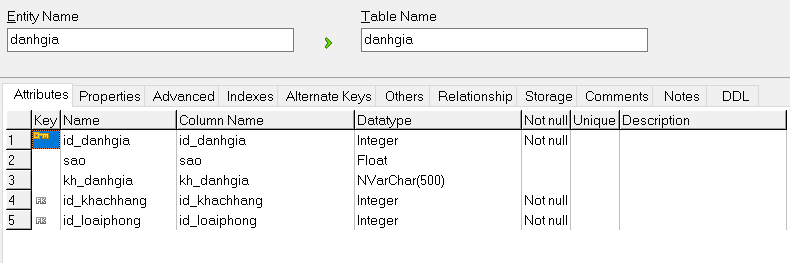 Entity Name Table Name
danhgia danhgia
Attributes Properties Advanced Indexes Alternate Keys Others Relationship Storage Comments Notes DDL
Key Name Column Name Datatype Not null Unique Description
1 id_danhgia id_danhgia Integer Not null
2 sao sao Float
3 kh_danhgia kh_danhgia NVarChar(500)
4 FK id_khachhang id_khachhang Integer Not null
5 FK id_loaiphong id_loaiphong Integer Not null